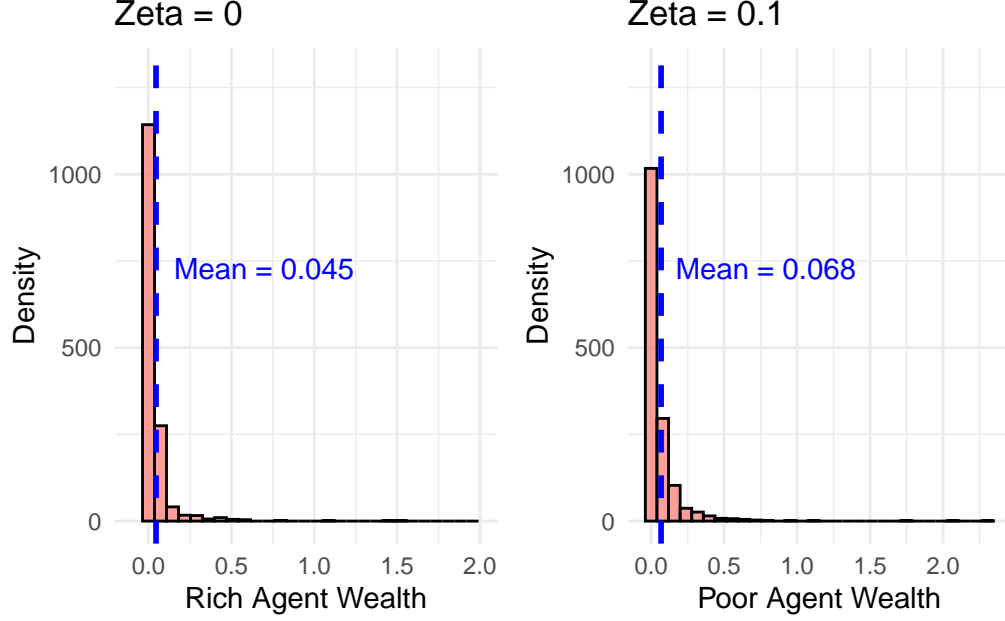 Zeta = 0
1000
500
0
Density
Mean = 0.045
0.0 0.5 1.0 1.5 2.0
Rich Agent Wealth
Zeta = 0.1
1000
500
0
Density
Mean = 0.068
0.0 0.5 1.0 1.5 2.0
Poor Agent Wealth